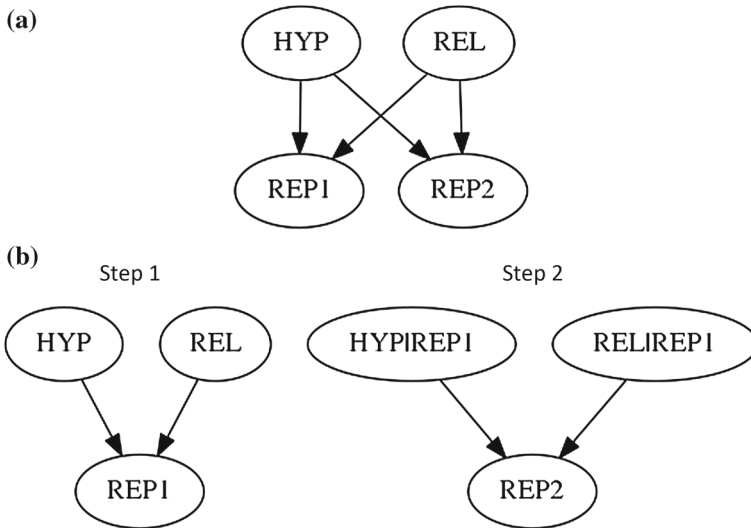 (a)
HYP REL
REP1 REP2
(b)
Step 1 Step 2
HYP REL HYP|REP1 REL|REP1
REP1 REP2